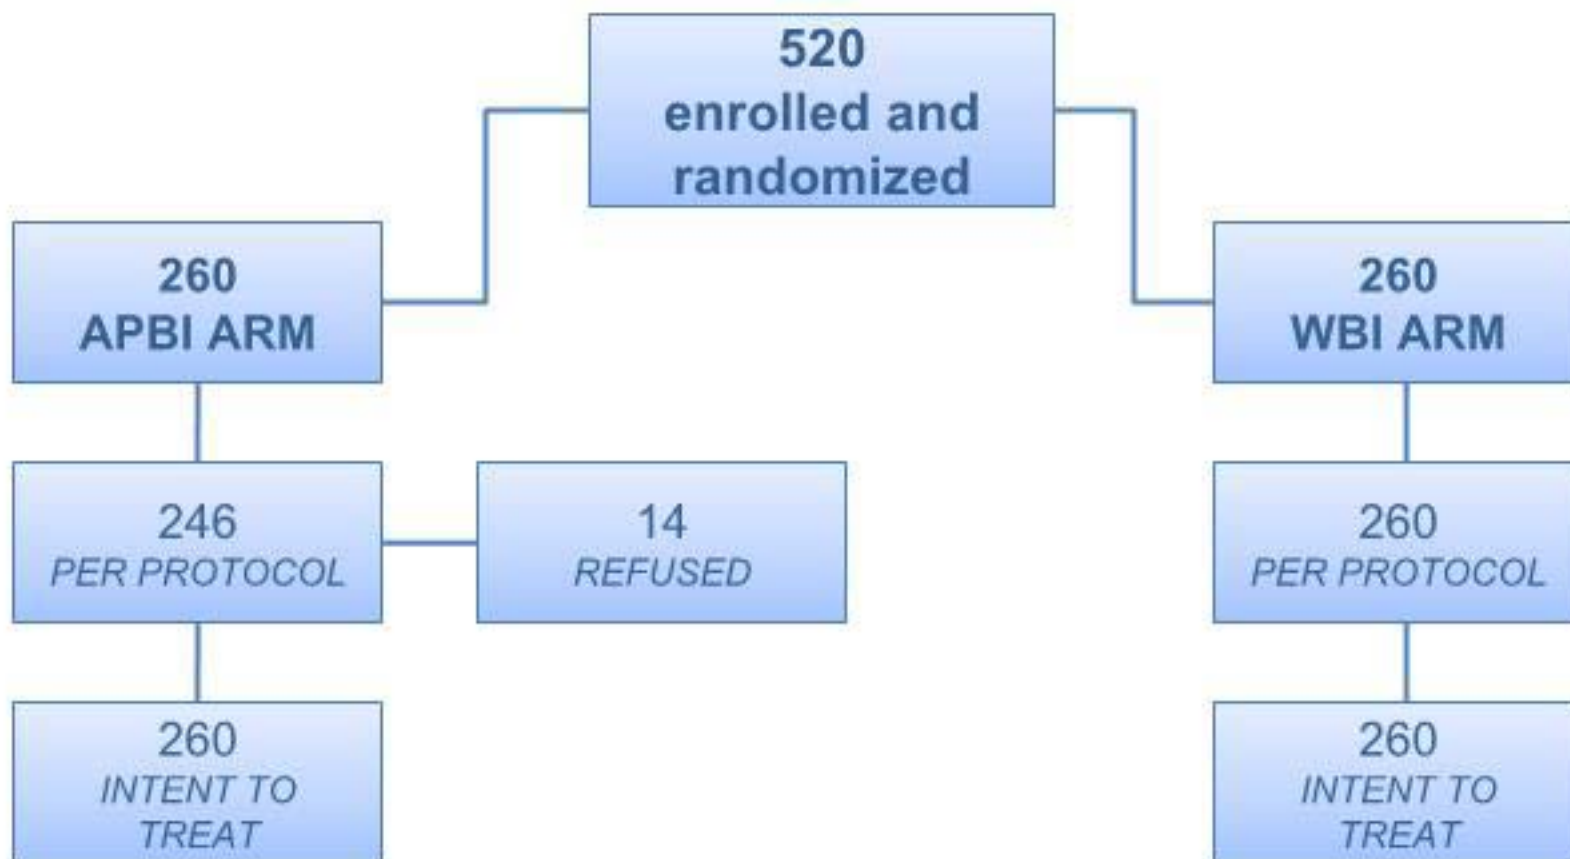 520
enrolled and
randomized
260
APBI ARM
260
WBI ARM
246
PER PROTOCOL
14
REFUSED
260
PER PROTOCOL
260
INTENT TO
TREAT
260
INTENT TO
TREAT